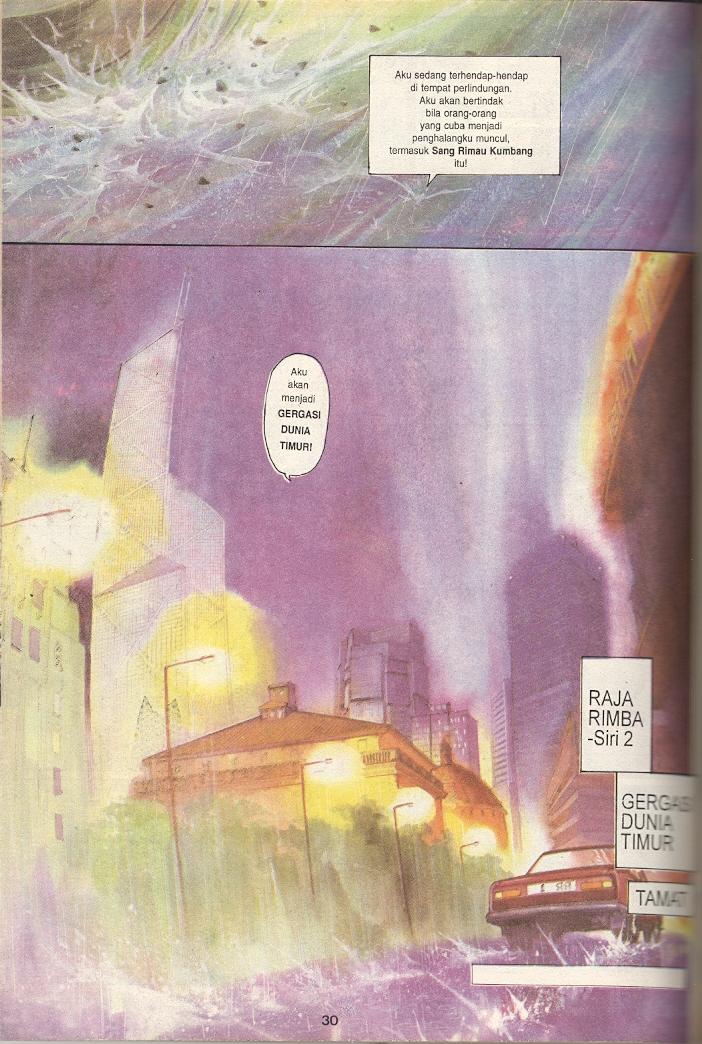 Aku sedang terhendap-hendap
di tempat perlindungan.
Aku akan bertindak
bila orang-orang
yang cuba menjadi
penghalangku muncul,
termasuk Sang Rimau Kumbang
itu!
Aku
akan
menjadi
GERGASI
DUNIA
TIMUR!
RAJA
RIMBA
-Siri 2
GERGASI
DUNIA
TIMUR
TAMAT
30